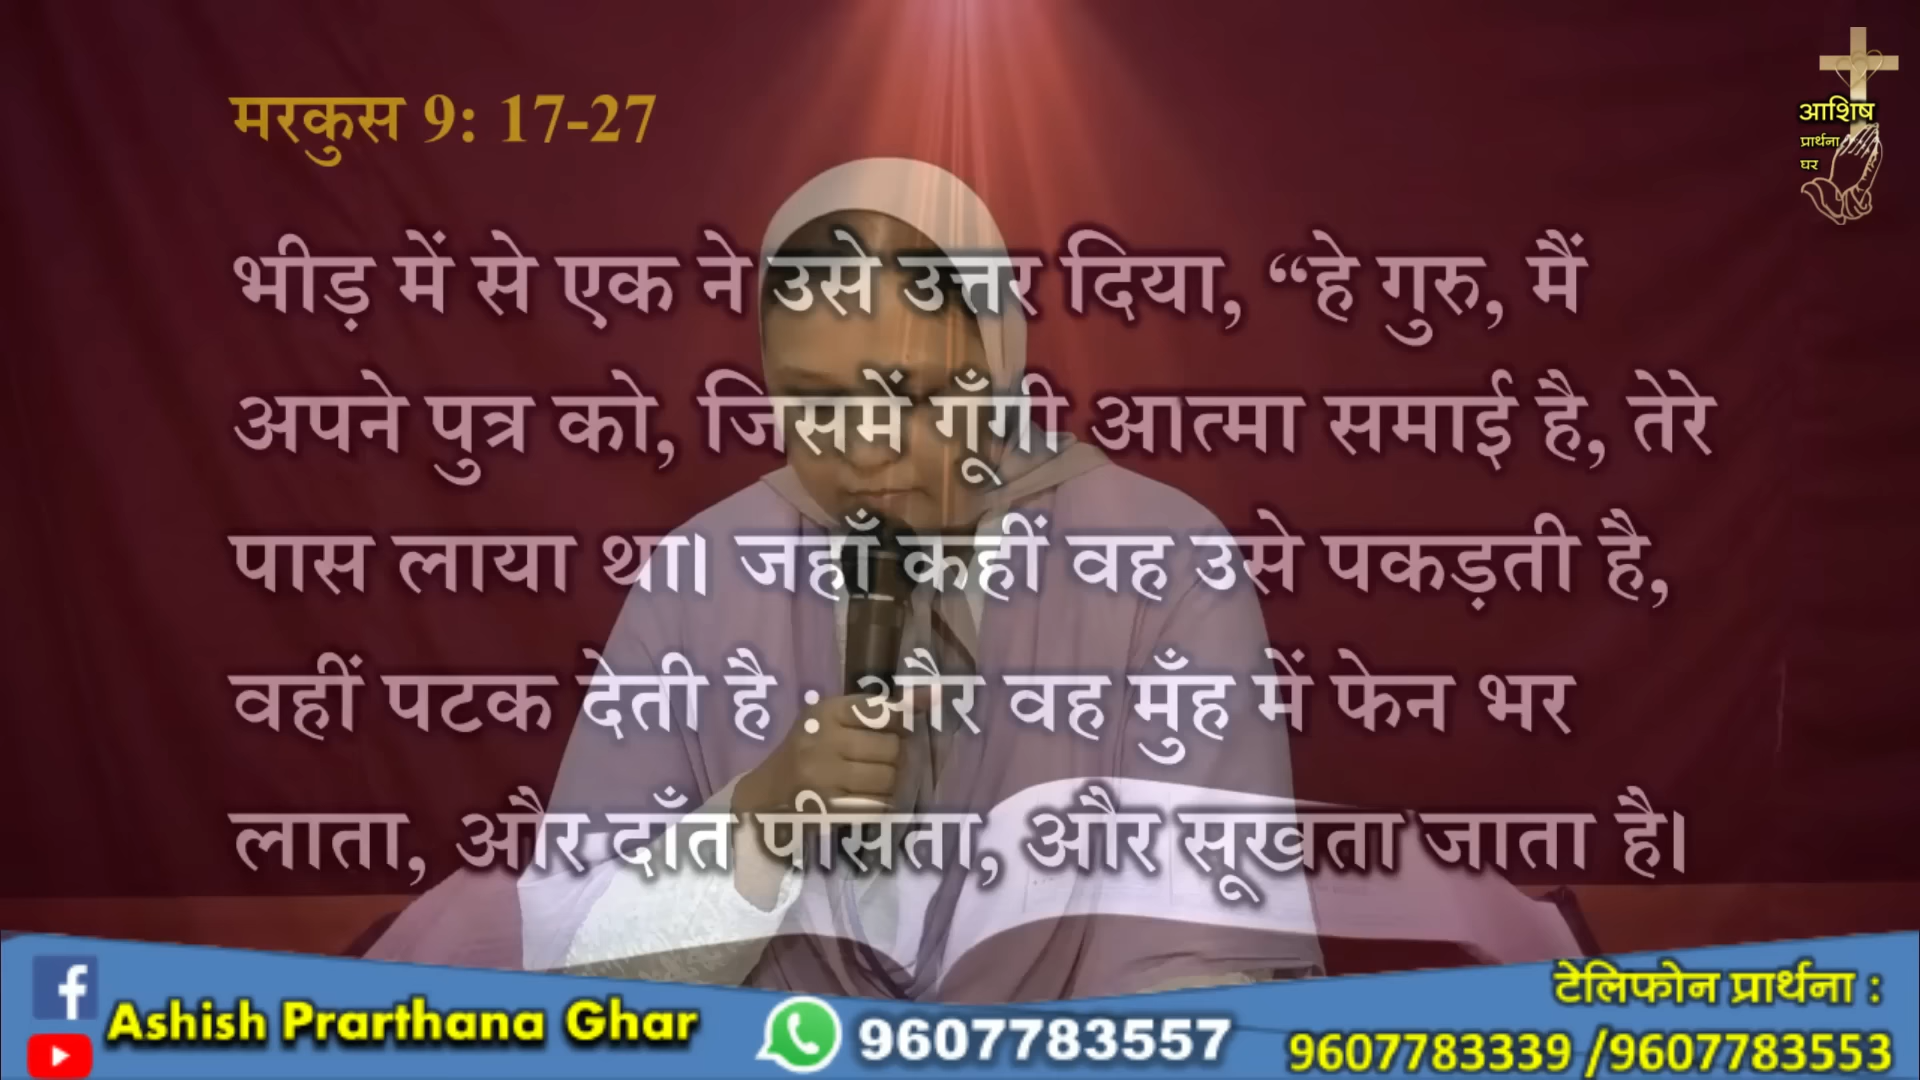 मरकुस 9: 17-27
आशिष
प्रार्थना
घर
भीड़ में से एक ने उसे उत्तर दिया, “हे गुरु, मैं
अपने पुत्र को, जिसमें गूँगी आत्मा समाई है, तेरे
पास लाया था। जहाँ कहीं वह उसे पकड़ती है,
वहीं पटक देती है : और वह मुँह में फेन भर
लाता, और दाँत पीसता, और सूखता जाता है।
Ashish Prarthana Ghar
9607783557
टेलिफोन प्रार्थना :
9607783339 /9607783553